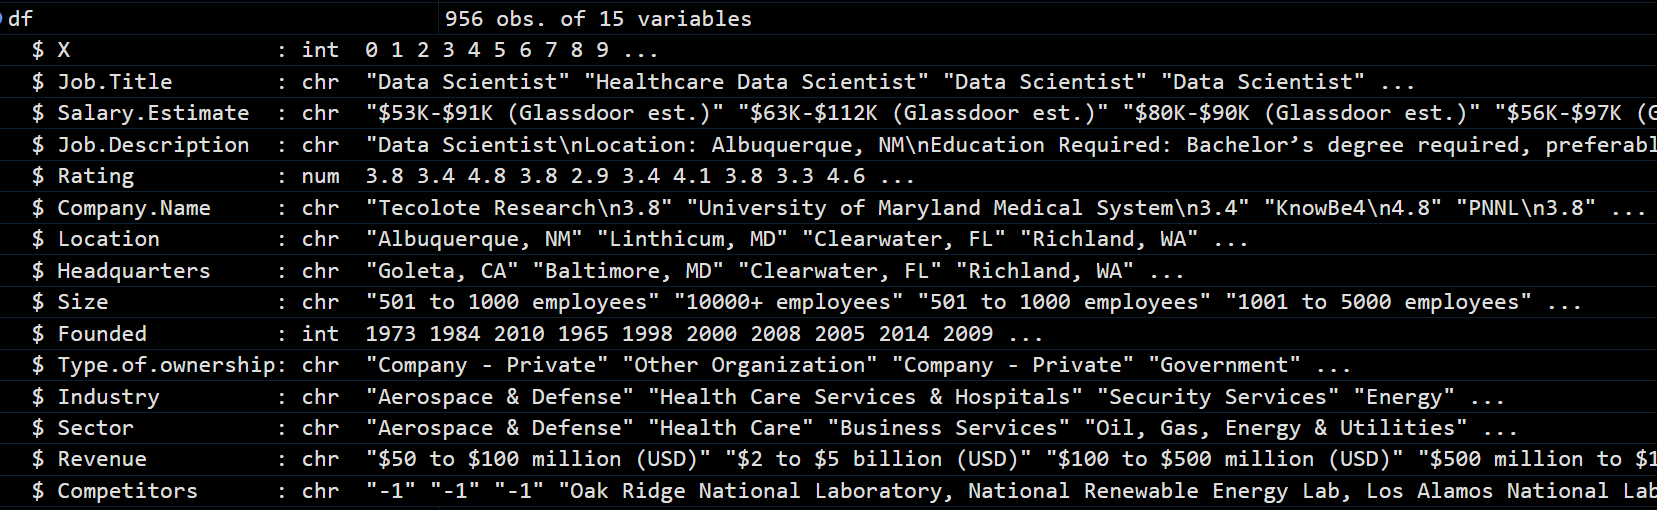 df 956 obs. of 15 variables
$ X : int 0 1 2 3 4 5 6 7 8 9 ...
$ Job.Title : chr "Data Scientist" "Healthcare Data Scientist" "Data Scientist" "Data Scientist" ...
$ Salary.Estimate : chr "$53K-$91K (Glassdoor est.)" "$63K-$112K (Glassdoor est.)" "$80K-$90K (Glassdoor est.)" "$56K-$97K (G
$ Job.Description : chr "Data Scientist\nLocation: Albuquerque, NM\nEducation Required: Bachelor’s degree required, preferabl
$ Rating : num 3.8 3.4 4.8 3.8 2.9 3.4 4.1 3.8 3.3 4.6 ...
$ Company.Name : chr "Tecolote Research\n3.8" "University of Maryland Medical System\n3.4" "KnowBe4\n4.8" "PNNL\n3.8" ...
$ Location : chr "Albuquerque, NM" "Linthicum, MD" "Clearwater, FL" "Richland, WA" ...
$ Headquarters : chr "Goleta, CA" "Baltimore, MD" "Clearwater, FL" "Richland, WA" ...
$ Size : chr "501 to 1000 employees" "10000+ employees" "501 to 1000 employees" "1001 to 5000 employees" ...
$ Founded : int 1973 1984 2010 1965 1998 2000 2008 2005 2014 2009 ...
$ Type.of.ownership: chr "Company - Private" "Other Organization" "Company - Private" "Government" ...
$ Industry : chr "Aerospace & Defense" "Health Care Services & Hospitals" "Security Services" "Energy" ...
$ Sector : chr "Aerospace & Defense" "Health Care" "Business Services" "Oil, Gas, Energy & Utilities" ...
$ Revenue : chr "$50 to $100 million (USD)" "$2 to $5 billion (USD)" "$100 to $500 million (USD)" "$500 million to $1
$ Competitors : chr "-1" "-1" "-1" "Oak Ridge National Laboratory, National Renewable Energy Lab, Los Alamos National Lab